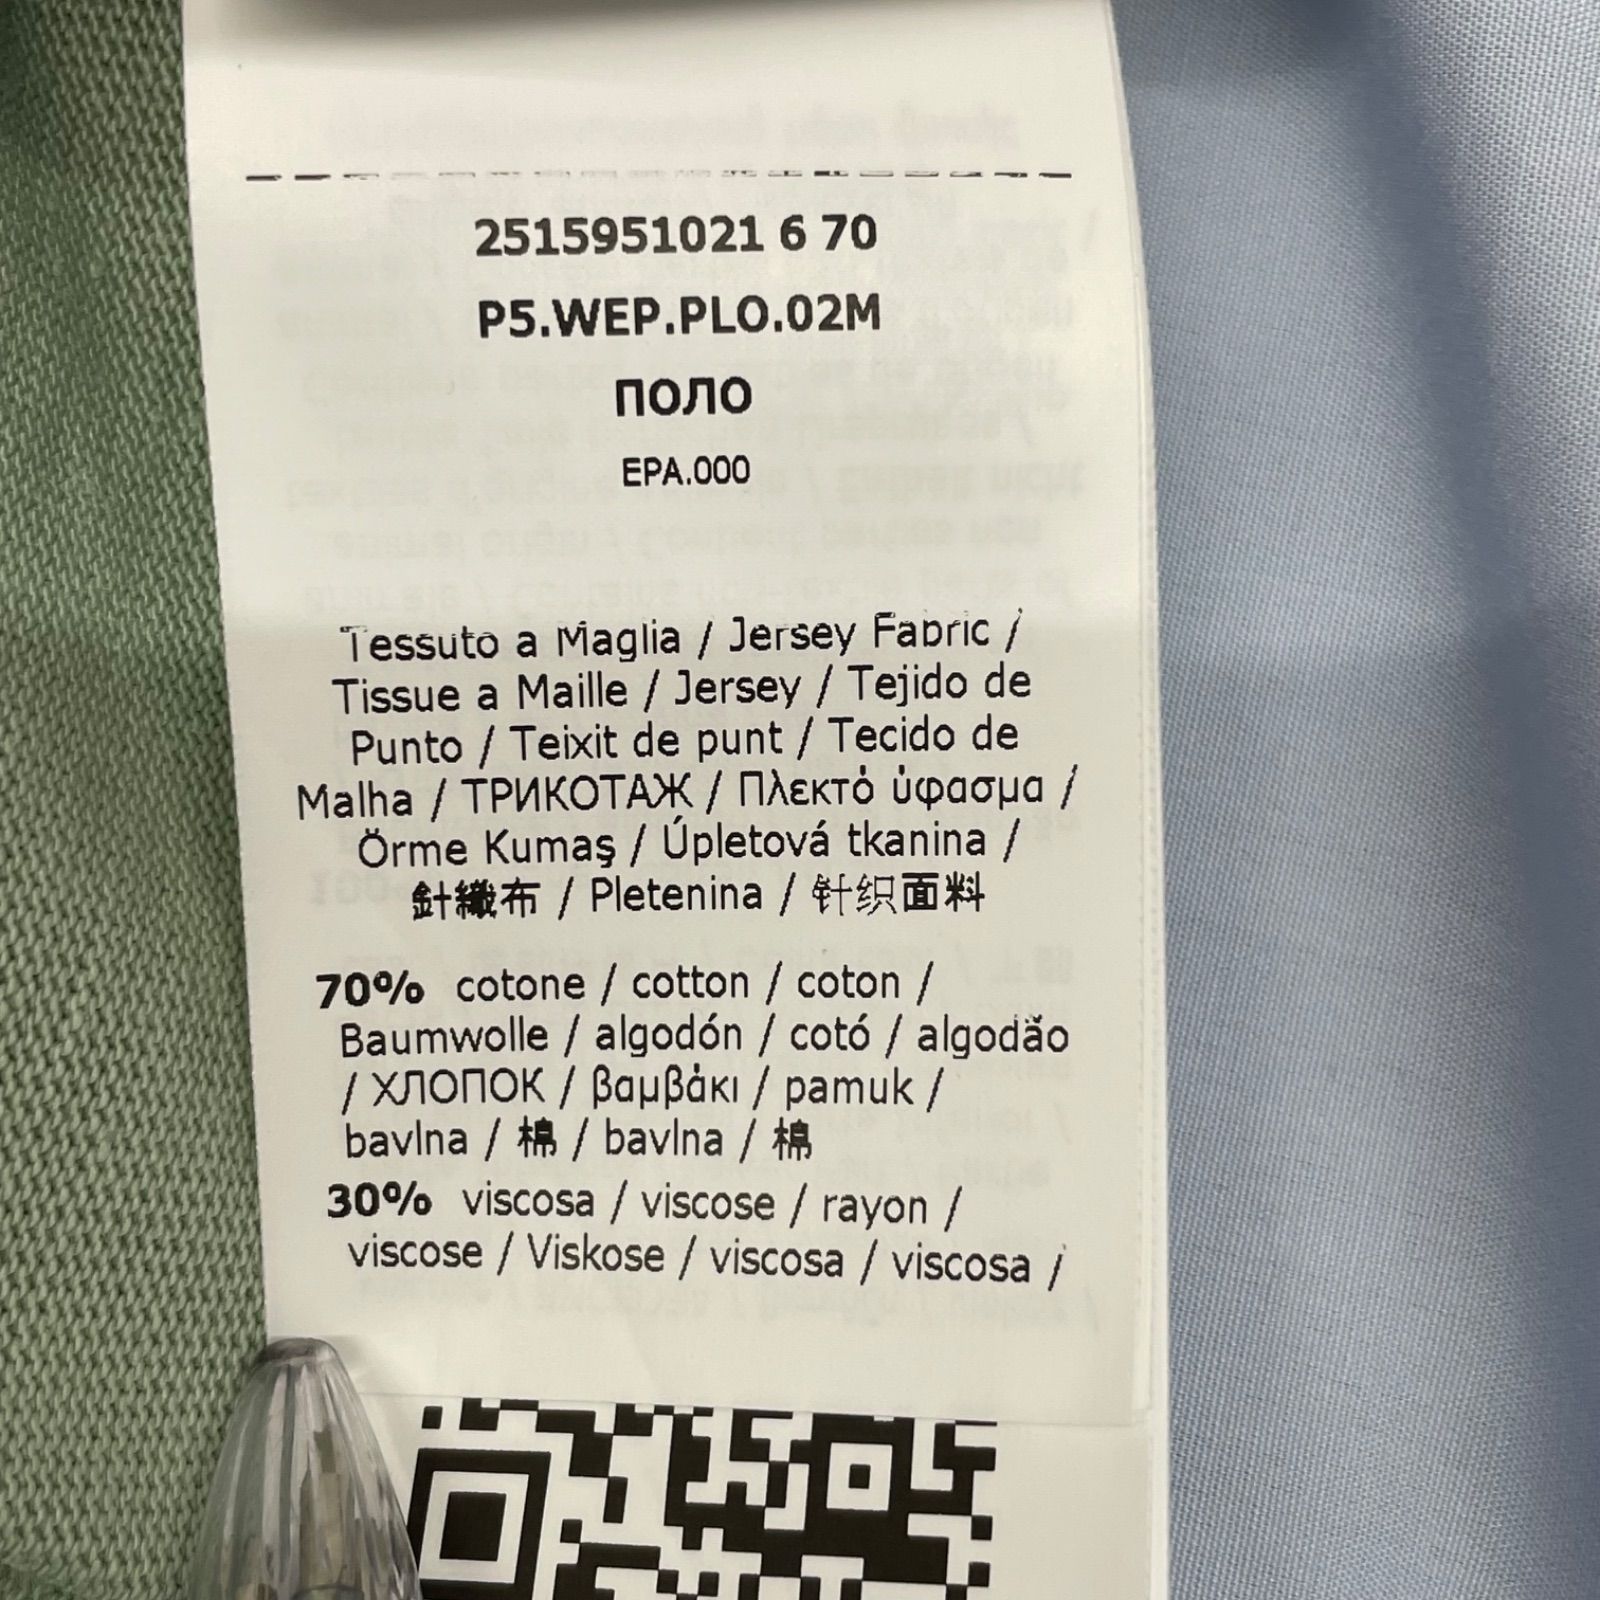 2515951021 6 70
P5.WEP.PLO.02M
ПОЛО
EPA.000
Tessuto a Maglia / Jersey Fabric /
Tissue a Maille / Jersey / Tejido de
Punto / Teixit de punt / Tecido de
Malha / ТРИКОТАЖ / Πλεκτό ύφασμα /
Örme Kumaş / Úpletová tkanina /
針織布 / Pletenina / 针织面料
70% cotone / cotton / coton /
Baumwolle / algodón / cotó / algodão
/ ХЛОПОК / βαμβάκι / pamuk /
bavlna / 棉 / bavlna / 棉
30% viscosa / viscose / rayon /
viscose / Viskose / viscosa / viscosa /